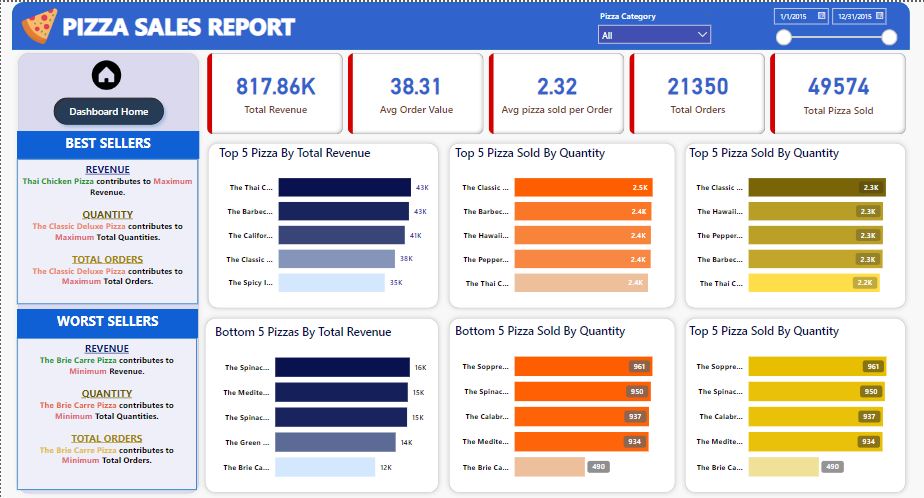 PIZZA SALES REPORT
Pizza Category
All
1/1/2015 12/31/2015
Dashboard Home
817.86K
Total Revenue
38.31
Avg Order Value
2.32
Avg pizza sold per Order
21350
Total Orders
49574
Total Pizza Sold
BEST SELLERS
REVENUE
Thai Chicken Pizza contributes to Maximum
Revenue.
QUANTITY
The Classic Deluxe Pizza contributes to
Maximum Total Quantities.
TOTAL ORDERS
The Classic Deluxe Pizza contributes to
Maximum Total Orders.
WORST SELLERS
REVENUE
The Brie Carre Pizza contributes to
Minimum Revenue.
QUANTITY
The Brie Carre Pizza contributes to
Minimum Total Quantities.
TOTAL ORDERS
The Brie Carre Pizza contributes to
Minimum Total Orders.
Top 5 Pizza By Total Revenue
The Thai C... 43K
The Barbec... 43K
The Califor... 41K
The Classic ... 38K
The Spicy I... 35K
Top 5 Pizza Sold By Quantity
The Classic ... 2.5K
The Barbec... 2.4K
The Hawaii... 2.4K
The Pepper... 2.4K
The Thai C... 2.4K
Top 5 Pizza Sold By Quantity
The Classic ... 2.3K
The Hawaii... 2.3K
The Pepper... 2.3K
The Barbec... 2.3K
The Thai C... 2.2K
Bottom 5 Pizzas By Total Revenue
The Spinac... 16K
The Medite... 15K
The Spinac... 15K
The Green ... 14K
The Brie Ca... 12K
Bottom 5 Pizza Sold By Quantity
The Soppre... 961
The Spinac... 950
The Calabr... 937
The Medite... 934
The Brie Ca... 490
Top 5 Pizza Sold By Quantity
The Soppre... 961
The Spinac... 950
The Calabr... 937
The Medite... 934
The Brie Ca... 490